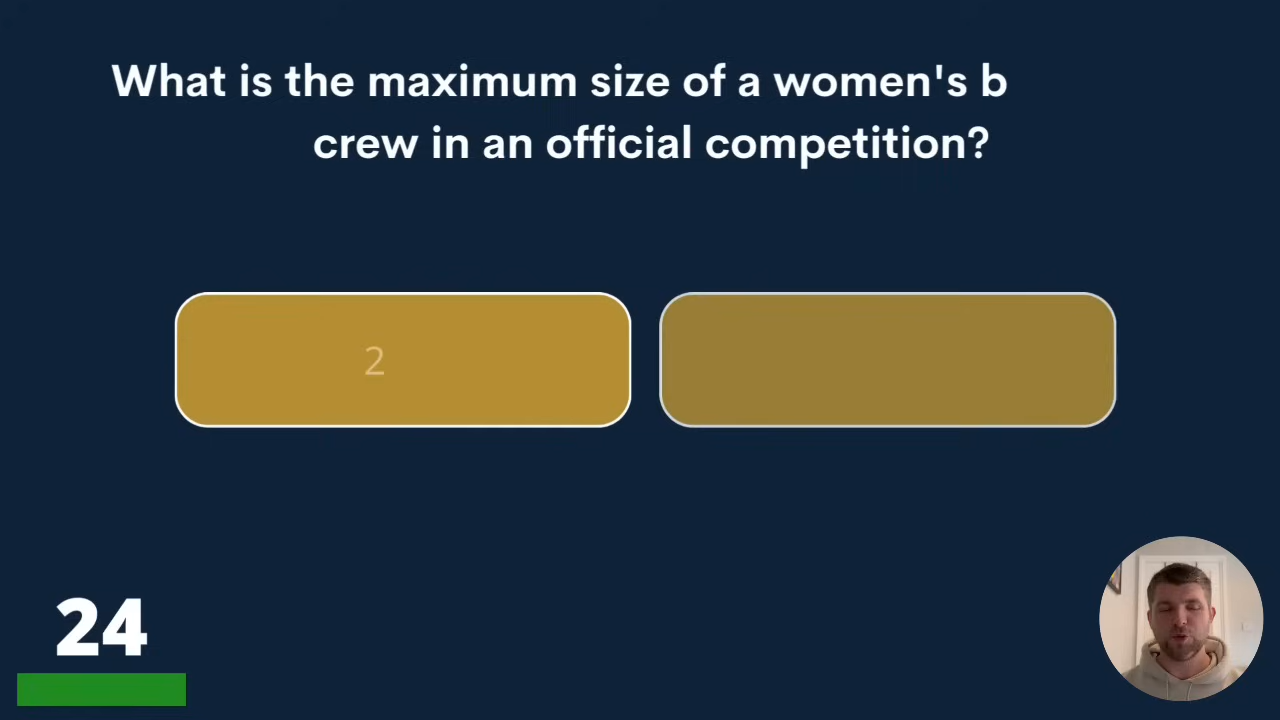 What is the maximum size of a women's b
crew in an official competition?
2
24